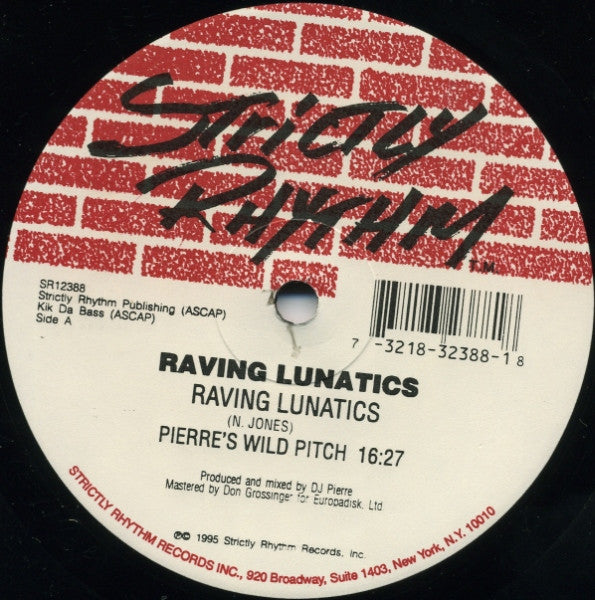 STRICTLY
RHYTHM
T.M.
SR12388
Strictly Rhythm Publishing (ASCAP)
Kik Da Bass (ASCAP)
Side A
7 -3218-32388-1 8
RAVING LUNATICS
RAVING LUNATICS
(N. JONES)
PIERRE'S WILD PITCH 16:27
Produced and mixed by DJ Pierre
Mastered by Don Grossinger for Europadisk, Ltd
℗© 1995 Strictly Rhythm Records, Inc.
STRICTLY RHYTHM RECORDS INC., 920 Broadway, Suite 1403, New York, N.Y. 10010